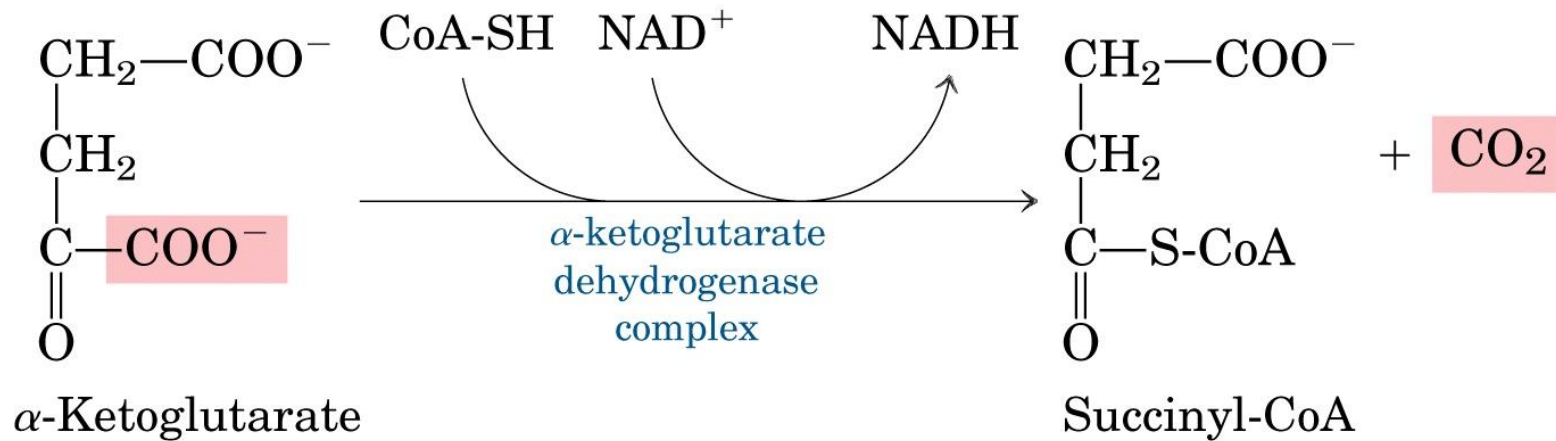 CH₂—COO⁻
CH₂
C—COO⁻
O
α-Ketoglutarate
CoA-SH NAD⁺ NADH
α-ketoglutarate
dehydrogenase
complex
CH₂—COO⁻
CH₂
C—S-CoA
O
Succinyl-CoA
+ CO₂